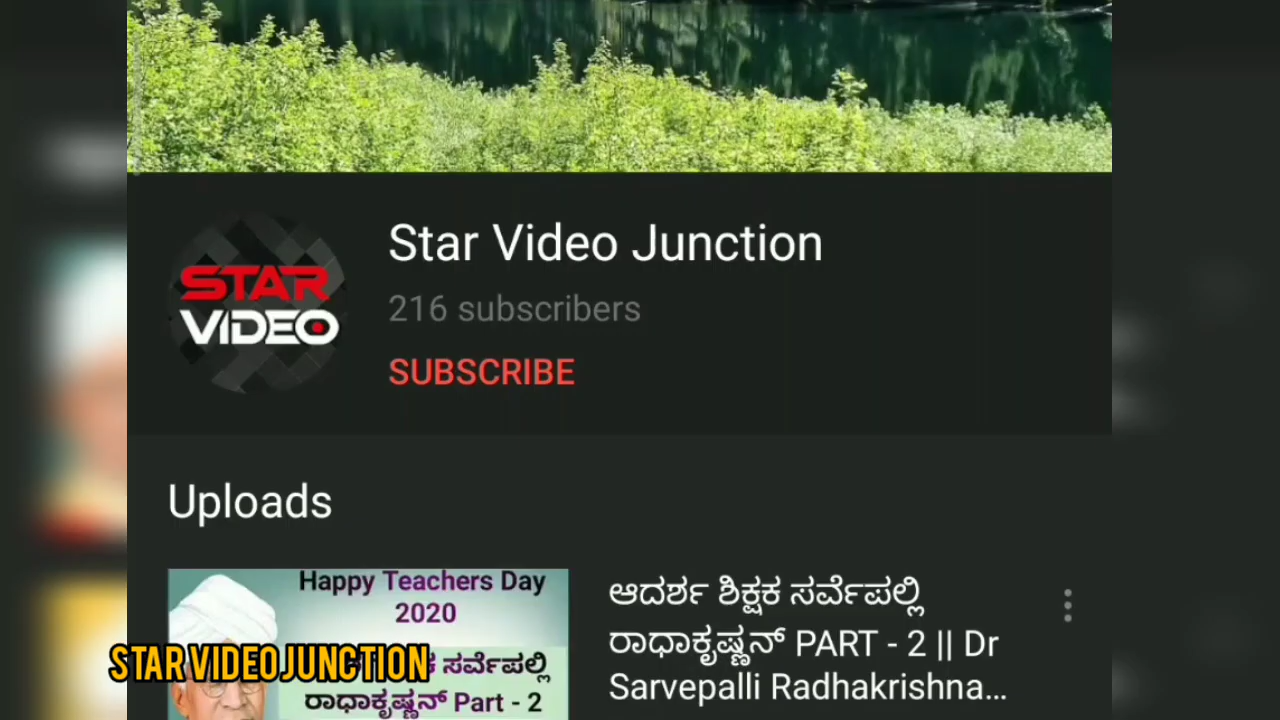 Star Video Junction
216 subscribers
SUBSCRIBE
STAR
VIDEO
Uploads
Happy Teachers Day
2020
ಸರ್ವೆಪಲ್ಲಿ
ರಾಧಾಕೃಷ್ಣನ್ Part - 2
ಆದರ್ಶ ಶಿಕ್ಷಕ ಸರ್ವೆಪಲ್ಲಿ
ರಾಧಾಕೃಷ್ಣನ್ PART - 2 || Dr
Sarvepalli Radhakrishna...
STAR VIDEO JUNCTION